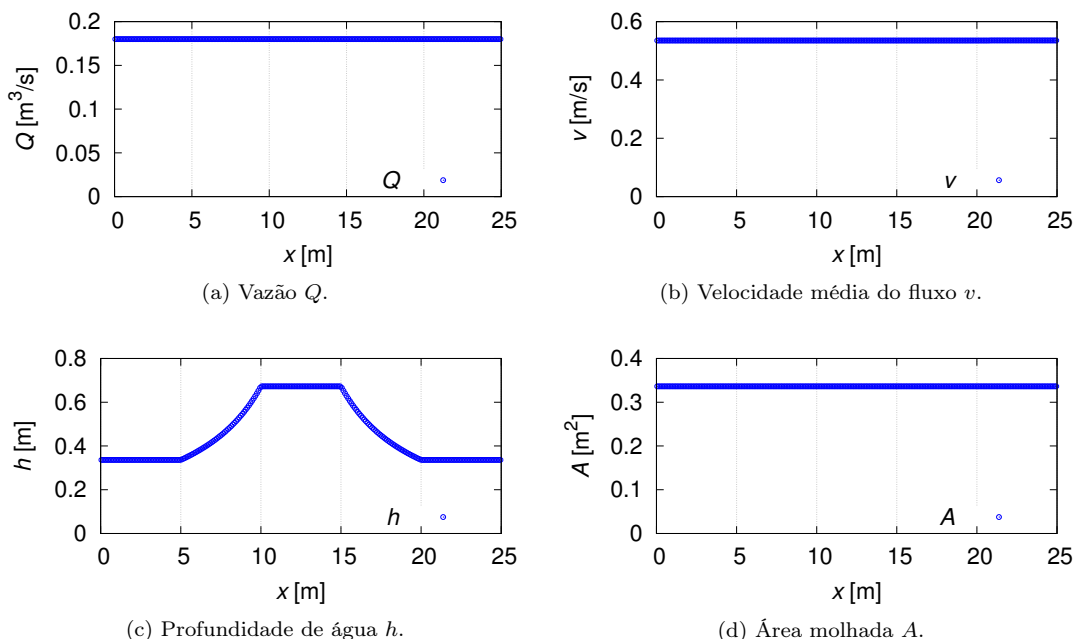 0.2
0.15
0.1
0.05
0
Q [m³/s]
Q
0 5 10 15 20 25
x [m]
(a) Vazão Q.
0.6
0.4
0.2
0
v [m/s]
v
0 5 10 15 20 25
x [m]
(b) Velocidade média do fluxo v.
0.8
0.6
0.4
0.2
0
h [m]
h
0 5 10 15 20 25
x [m]
(c) Profundidade de água h.
0.4
0.3
0.2
0.1
0
A [m²]
A
0 5 10 15 20 25
x [m]
(d) Área molhada A.